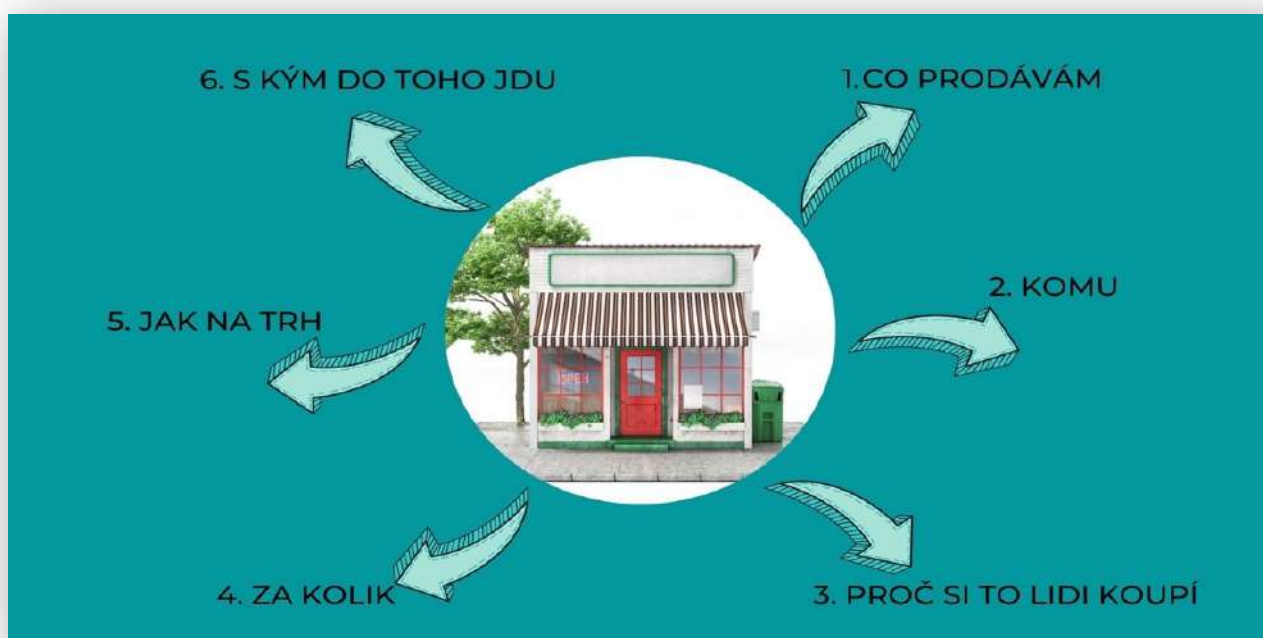 1. CO PRODÁVÁM
2. KOMU
3. PROČ SI TO LIDI KOUPÍ
4. ZA KOLIK
5. JAK NA TRH
6. S KÝM DO TOHO JDU
OPEN